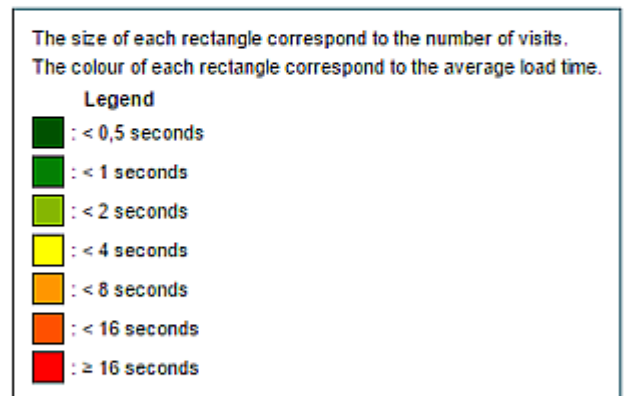 The size of each rectangle correspond to the number of visits.
The colour of each rectangle correspond to the average load time.
Legend
: < 0,5 seconds
: < 1 seconds
: < 2 seconds
: < 4 seconds
: < 8 seconds
: < 16 seconds
: ≥ 16 seconds